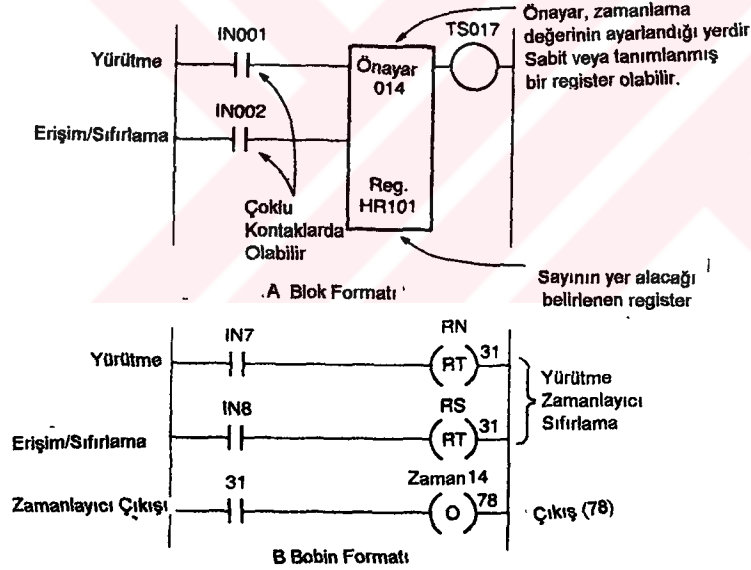 IN001
TS017
Önayar, zamanlama
değerinin ayarlandığı yerdir
Sabit veya tanımlanmış
bir register olabilir.
Yürütme
Önayar
014
IN002
Erişim/Sıfırlama
Reg.
HR101
Çoklu
Kontaklarda
Olabilir
Sayının yer alacağı
belirlenen register
A Blok Formatı
IN7
RN
Yürütme
RT
31
IN8
RS
Yürütme
Zamanlayıcı
Sıfırlama
Erişim/Sıfırlama
RT
31
31
Zaman 14
Zamanlayıcı Çıkışı
O
78
Çıkış (78)
B Bobin Formatı